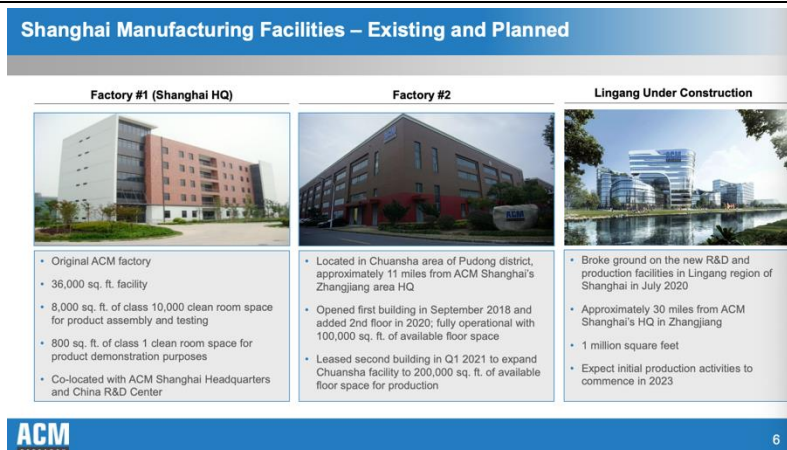 Shanghai Manufacturing Facilities – Existing and Planned
Factory #1 (Shanghai HQ)
• Original ACM factory
• 36,000 sq. ft. facility
• 8,000 sq. ft. of class 10,000 clean room space
for product assembly and testing
• 800 sq. ft. of class 1 clean room space for
product demonstration purposes
• Co-located with ACM Shanghai Headquarters
and China R&D Center
Factory #2
ACM
• Located in Chuansha area of Pudong district,
approximately 11 miles from ACM Shanghai's
Zhangjiang area HQ
• Opened first building in September 2018 and
added 2nd floor in 2020; fully operational with
100,000 sq. ft. of available floor space
• Leased second building in Q1 2021 to expand
Chuansha facility to 200,000 sq. ft. of available
floor space for production
Lingang Under Construction
ACM
• Broke ground on the new R&D and
production facilities in Lingang region of
Shanghai in July 2020
• Approximately 30 miles from ACM
Shanghai's HQ in Zhangjiang
• 1 million square feet
• Expect initial production activities to
commence in 2023
ACM
6